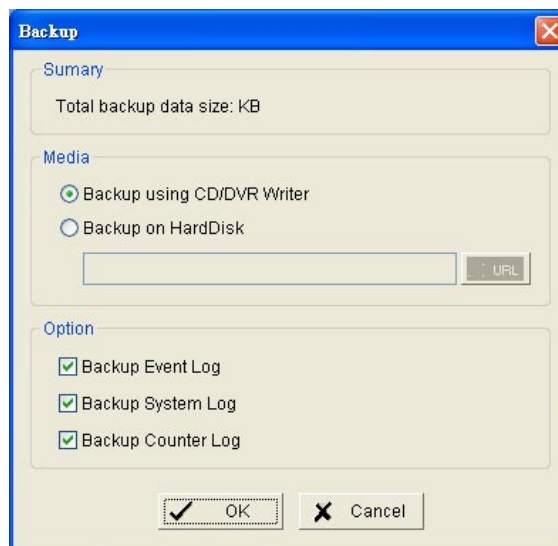 Backup
Sumary
Total backup data size: KB
Media
Backup using CD/DVR Writer
Backup on HardDisk
URL
Option
Backup Event Log
Backup System Log
Backup Counter Log
OK
Cancel